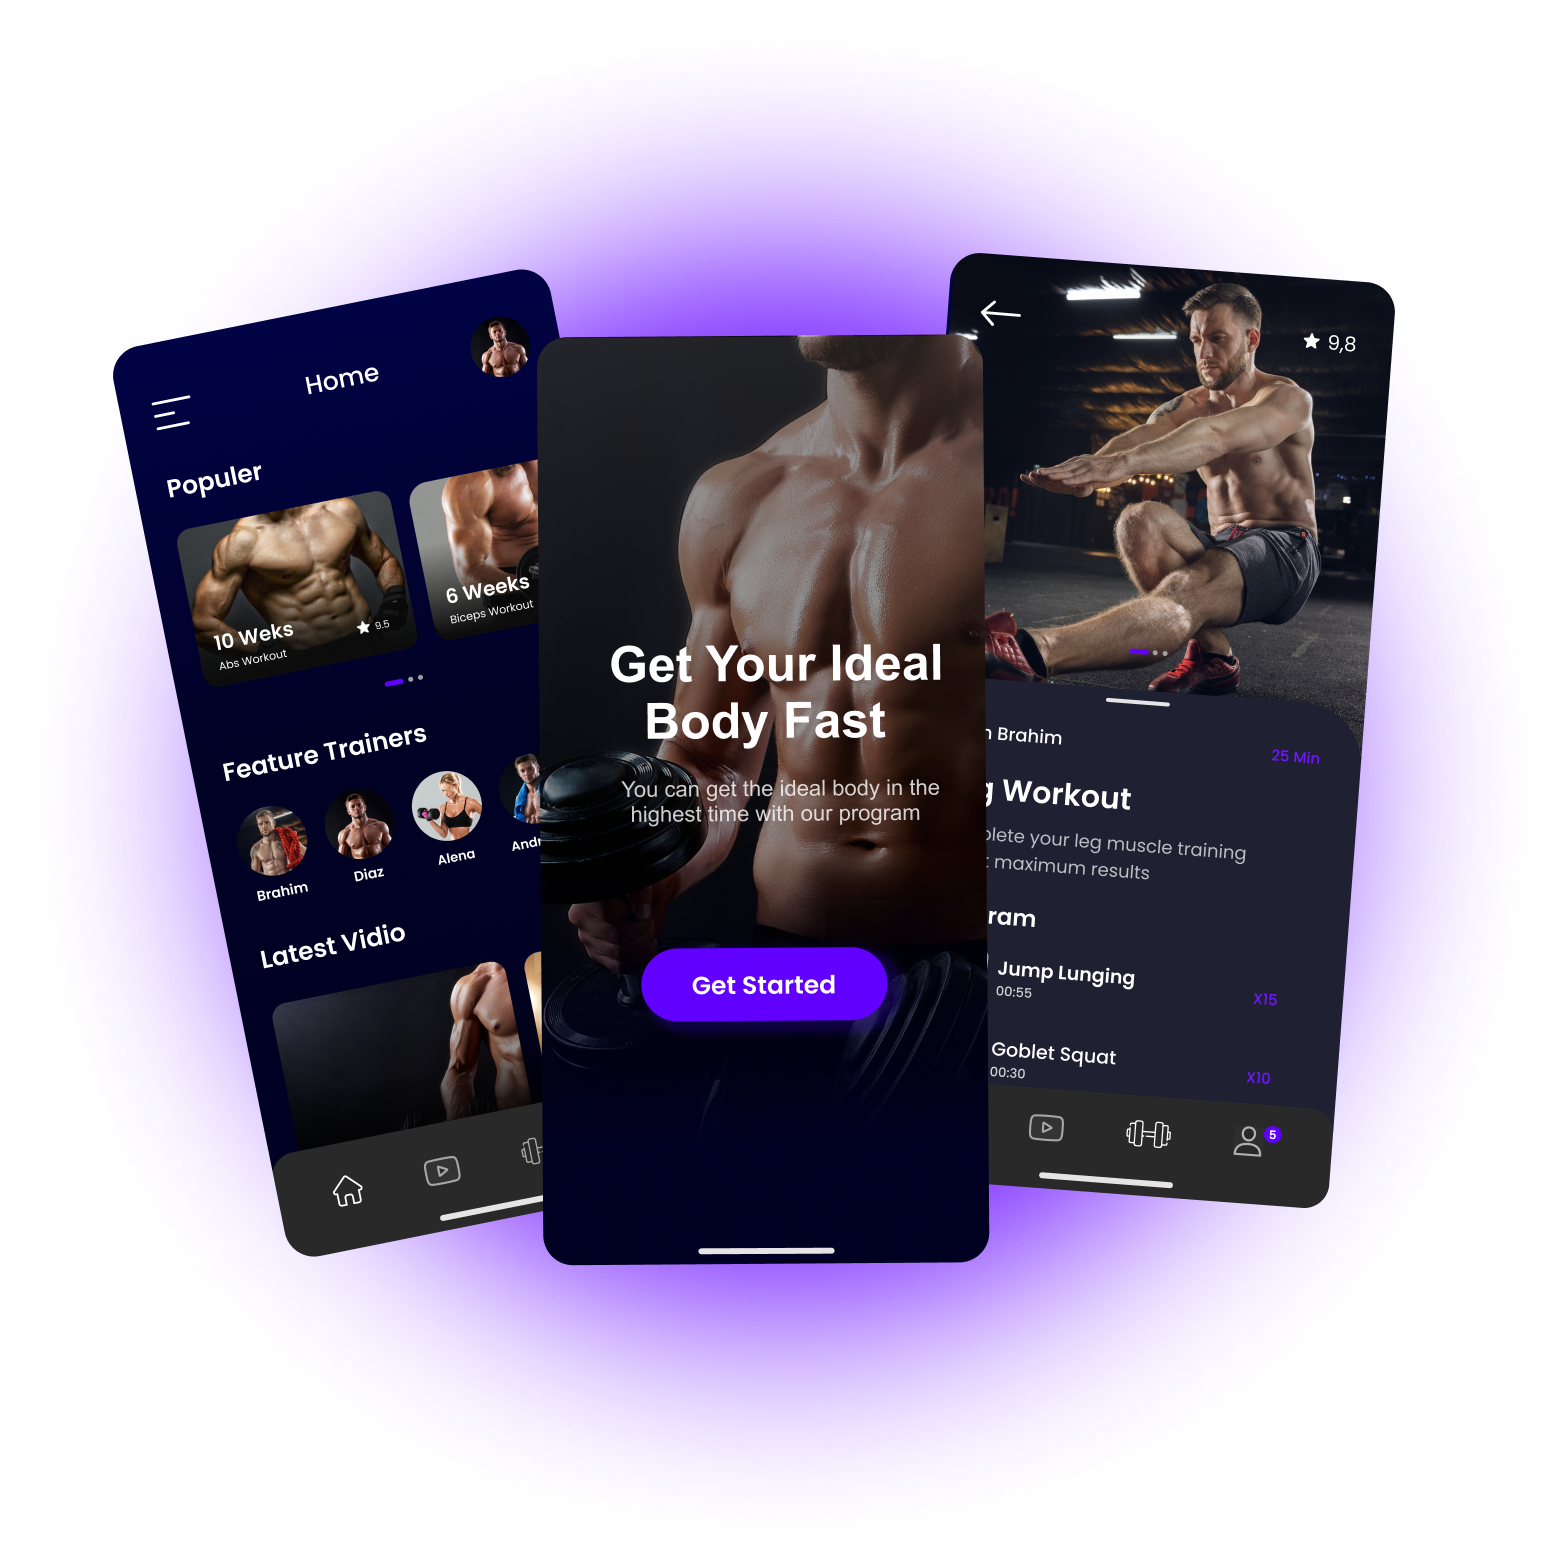 Home
Populer
10 Weks
Abs Workout
9.5
6 Weeks
Biceps Workout
Feature Trainers
Brahim
Diaz
Alena
Latest Vidio
Get Your Ideal
Body Fast
You can get the ideal body in the
highest time with our program
Get Started
9,8
Brahim
25 Min
Workout
your leg muscle training
maximum results
Jump Lunging
00:55
X15
Goblet Squat
00:30
X10
5